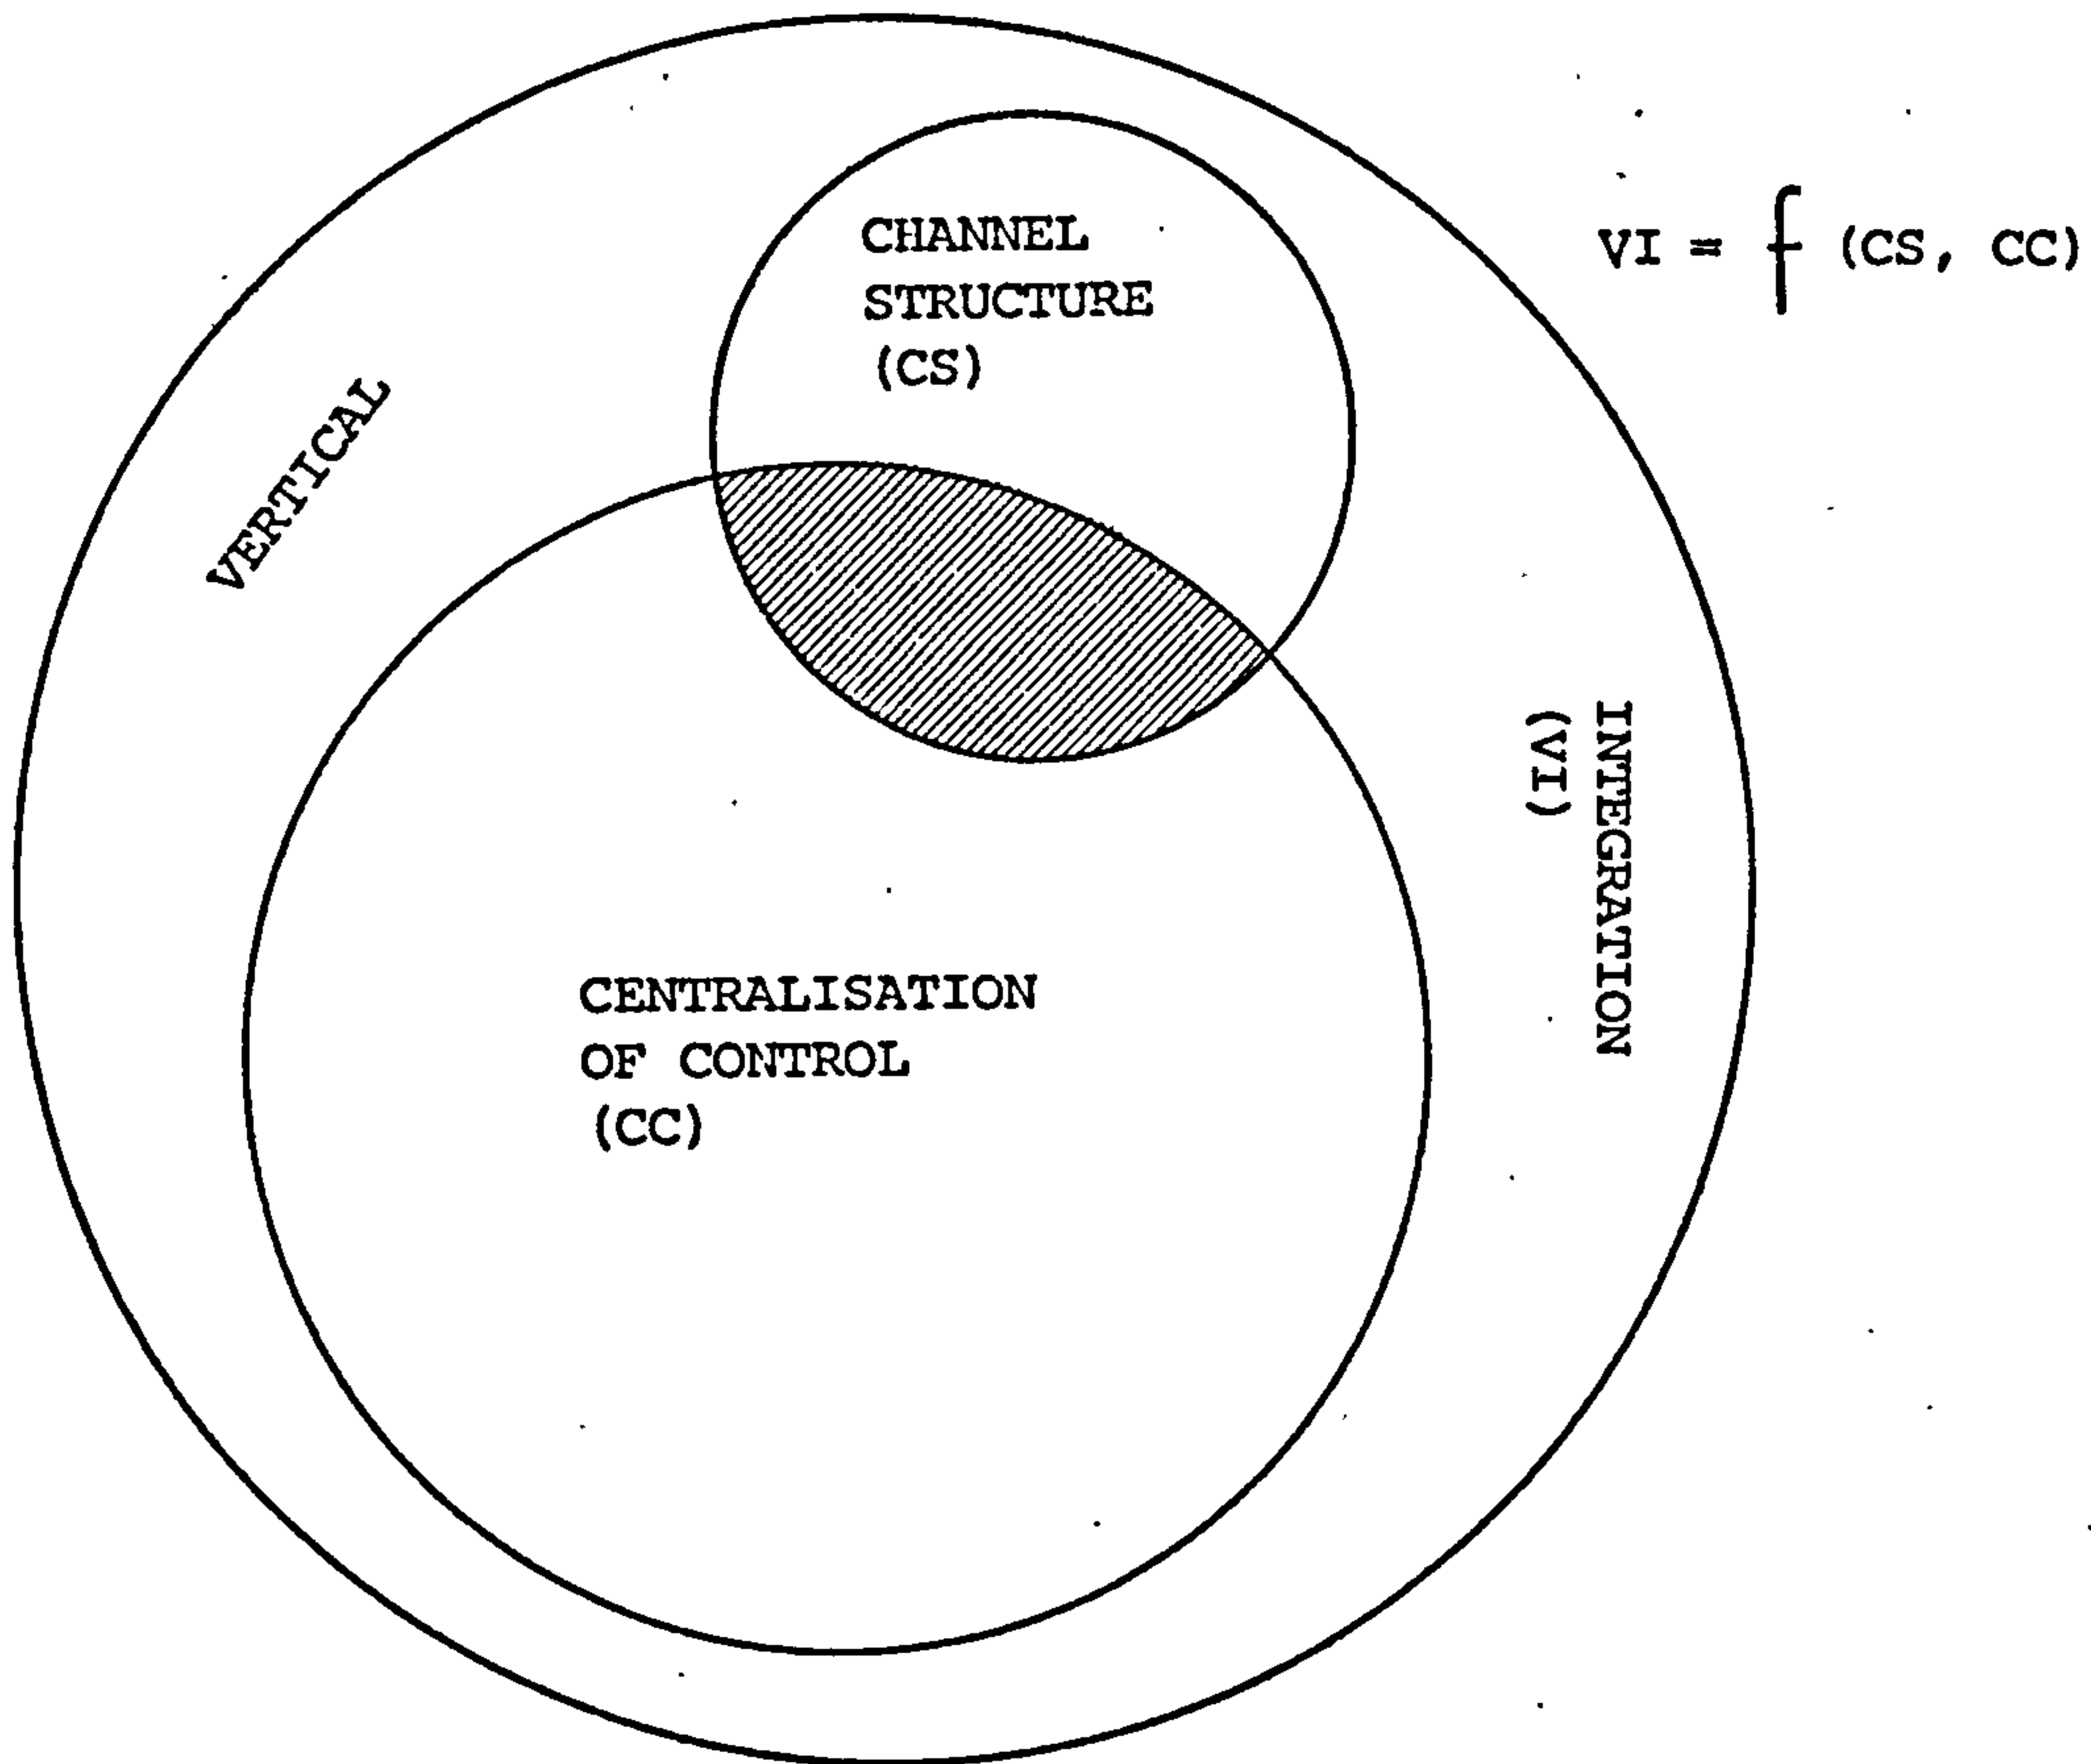 CHANNEL
STRUCTURE
(CS)
VI = f (CS, CC)
VERTICAL
INTEGRATION
(VI)
CENTRALISATION
OF CONTROL
(CC)